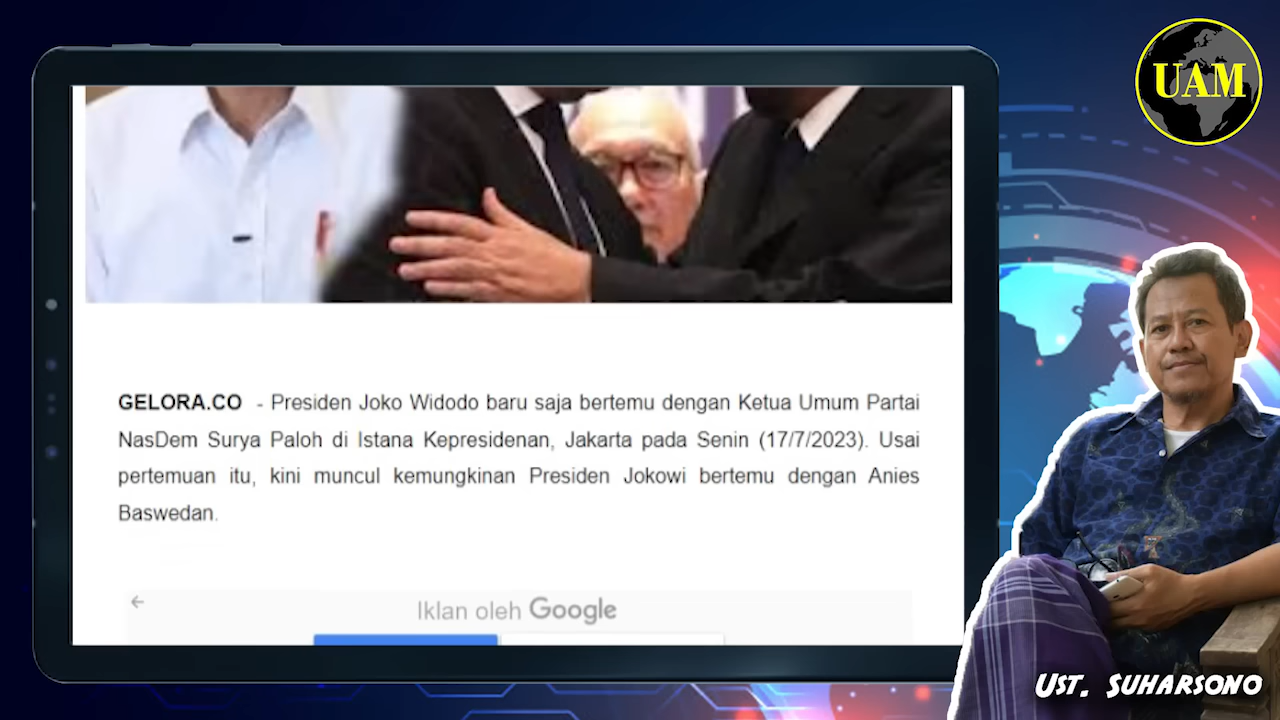 UAM
GELORA.CO - Presiden Joko Widodo baru saja bertemu dengan Ketua Umum Partai
NasDem Surya Paloh di Istana Kepresidenan, Jakarta pada Senin (17/7/2023). Usai
pertemuan itu, kini muncul kemungkinan Presiden Jokowi bertemu dengan Anies
Baswedan.
Iklan oleh Google
UST. SUHARSONO